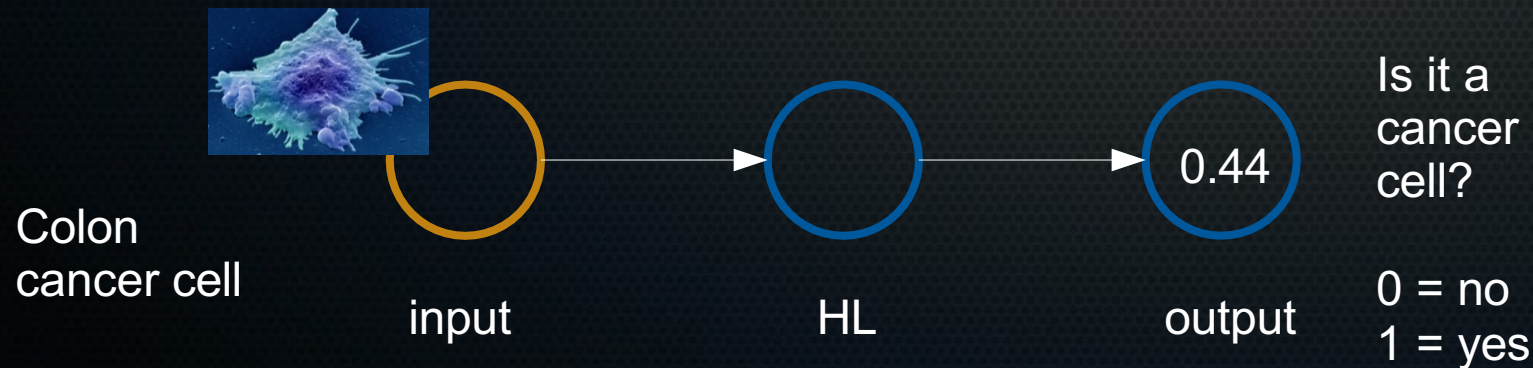 Colon
cancer cell
input
HL
0.44
output
Is it a
cancer
cell?
0 = no
1 = yes